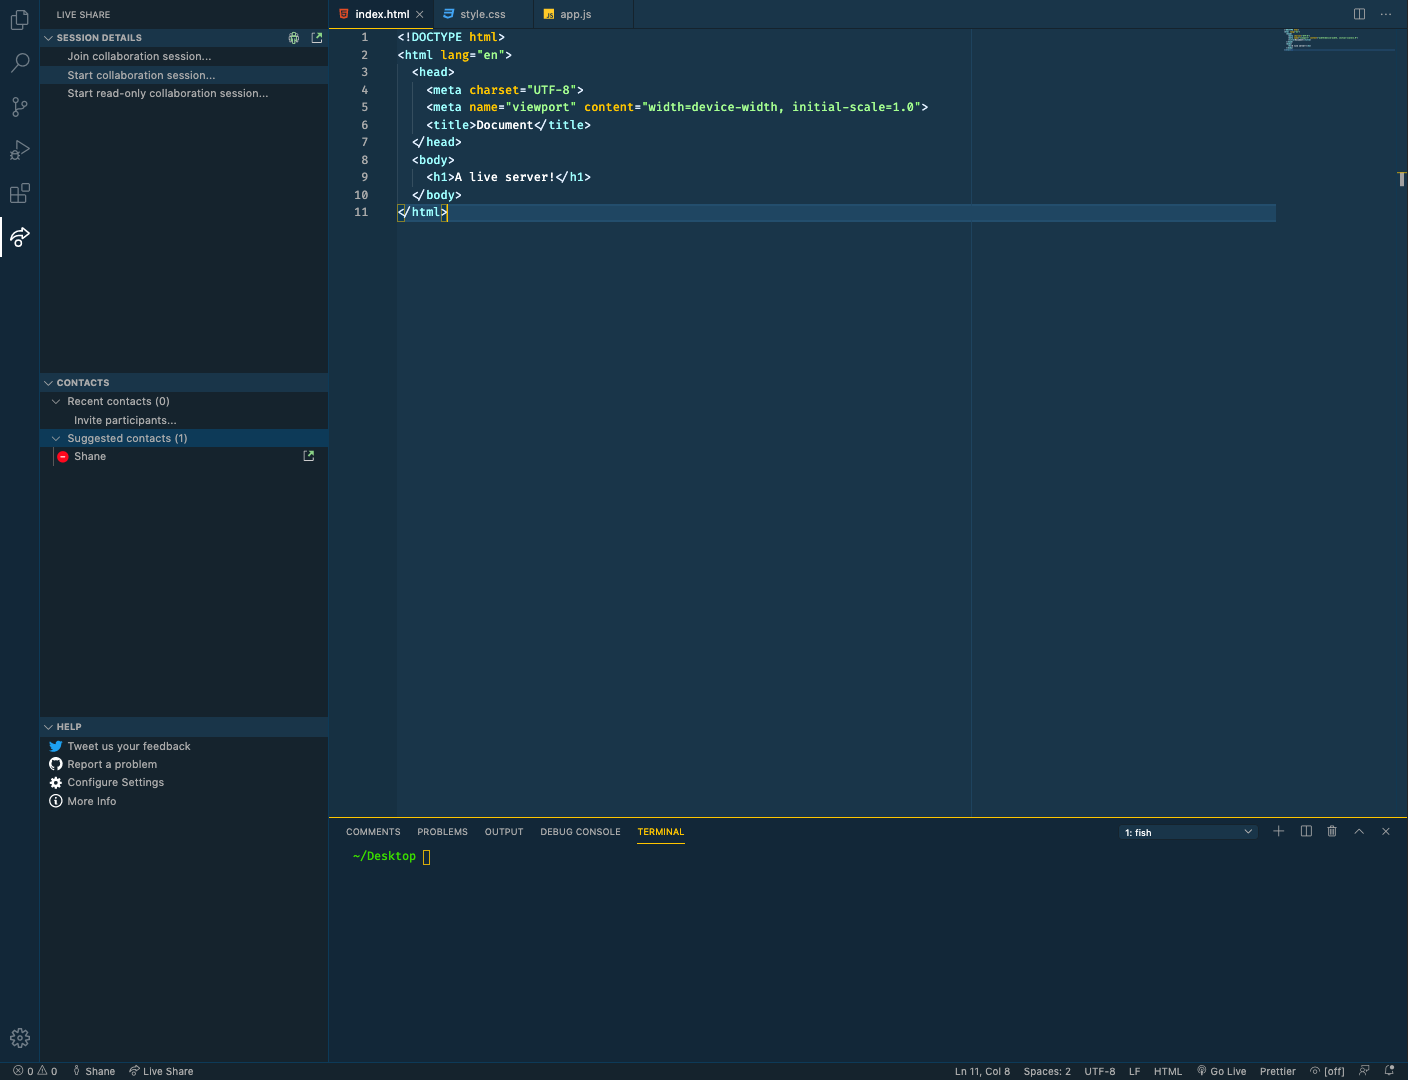 LIVE SHARE
SESSION DETAILS
Join collaboration session...
Start collaboration session...
Start read-only collaboration session...
CONTACTS
Recent contacts (0)
Invite participants...
Suggested contacts (1)
Shane
HELP
Tweet us your feedback
Report a problem
Configure Settings
More Info
index.html style.css app.js
1 <!DOCTYPE html>
2 <html lang="en">
3 <head>
4 <meta charset="UTF-8">
5 <meta name="viewport" content="width=device-width, initial-scale=1.0">
6 <title>Document</title>
7 </head>
8 <body>
9 <h1>A live server!</h1>
10 </body>
11 </html>
COMMENTS PROBLEMS OUTPUT DEBUG CONSOLE TERMINAL 1: fish
~/Desktop
0 0 Shane Live Share Ln 11, Col 8 Spaces: 2 UTF-8 LF HTML Go Live Prettier [off]